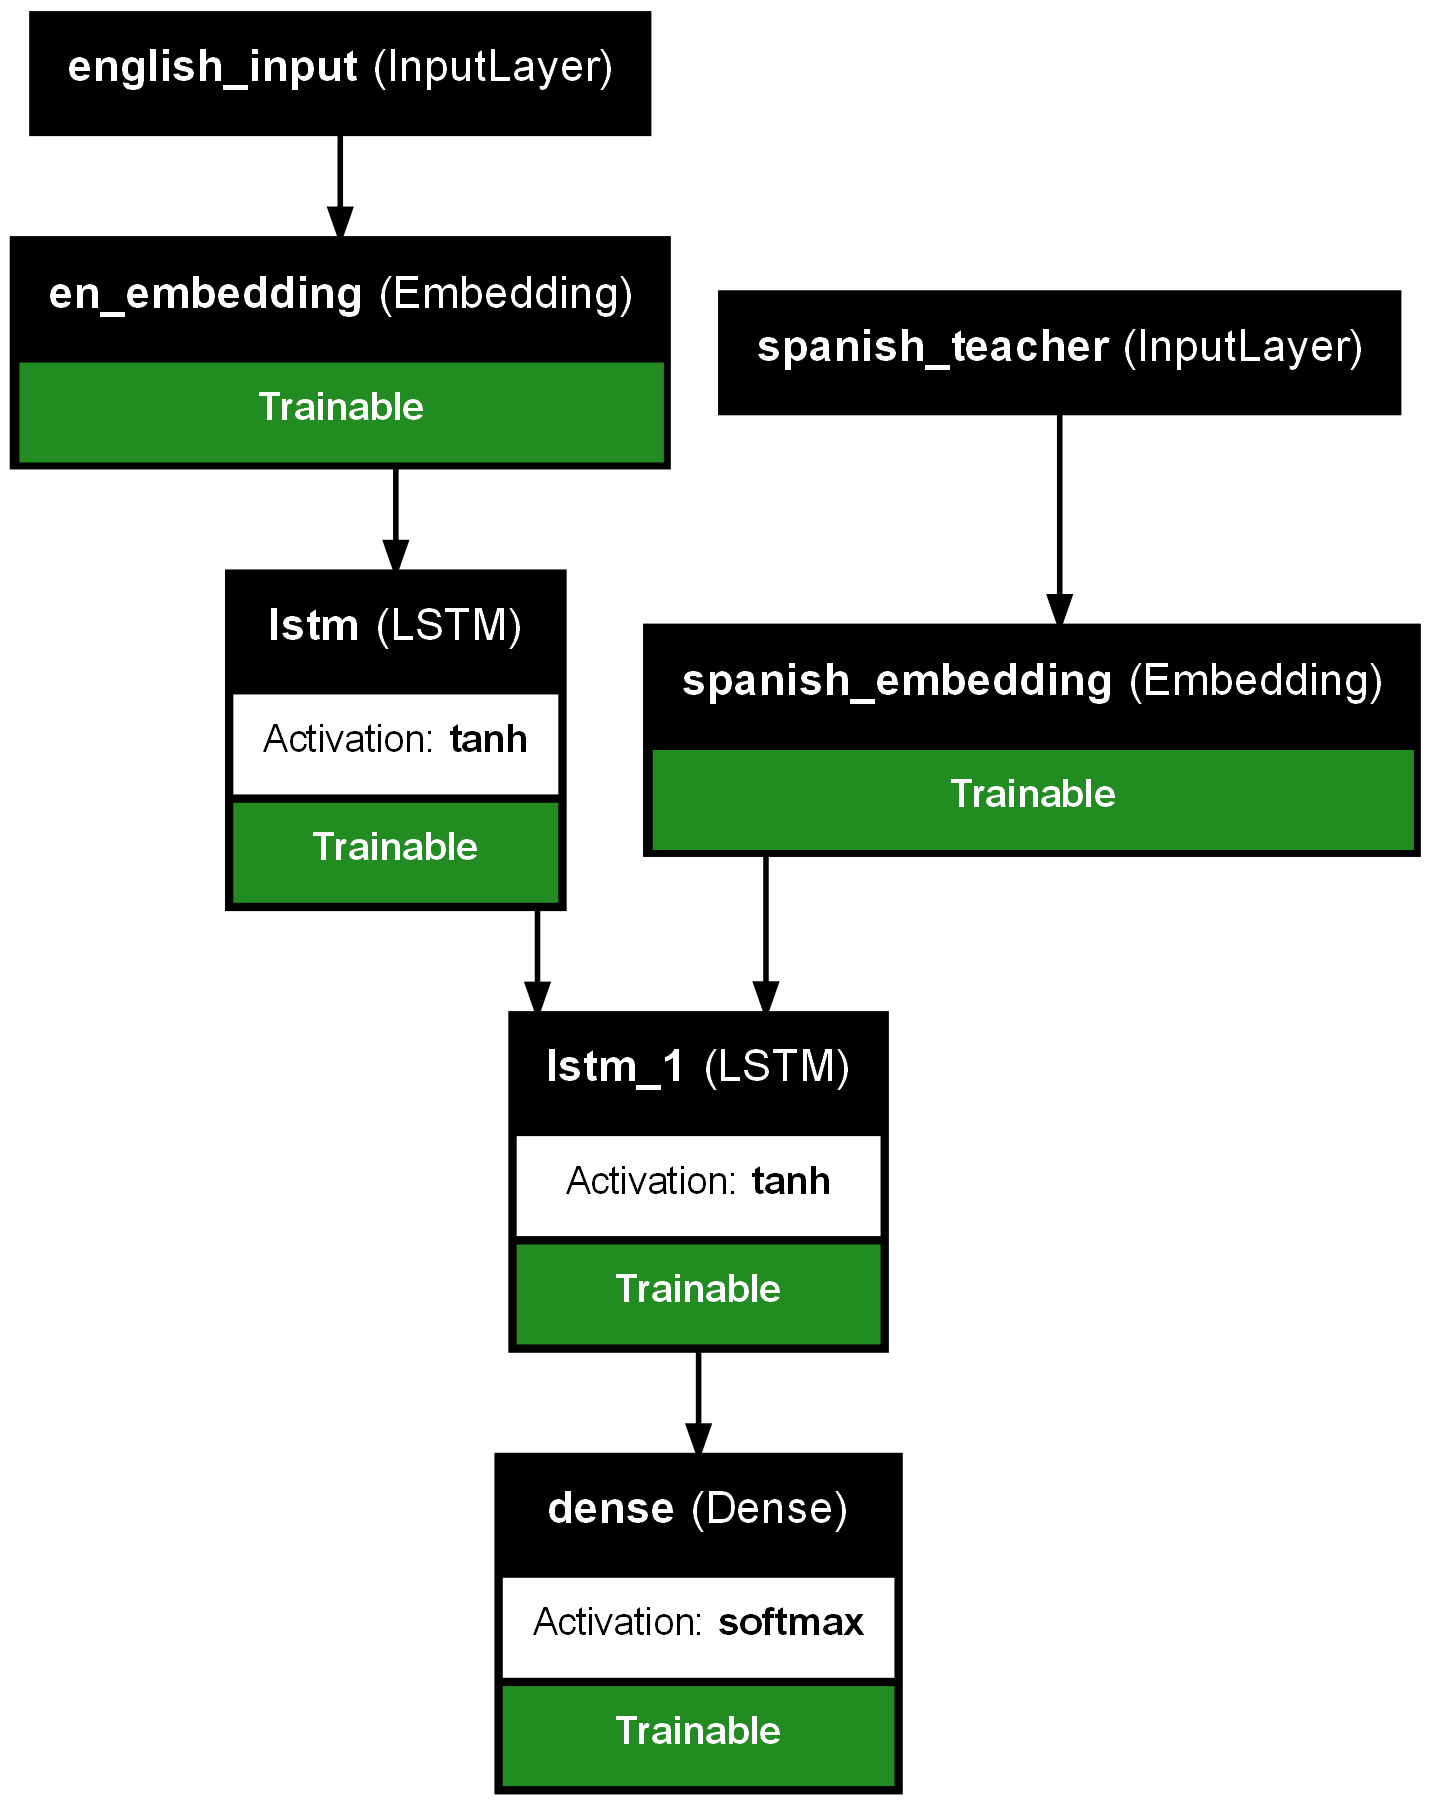 english_input (InputLayer)
en_embedding (Embedding)
Trainable
spanish_teacher (InputLayer)
lstm (LSTM)
Activation: tanh
Trainable
spanish_embedding (Embedding)
Trainable
lstm_1 (LSTM)
Activation: tanh
Trainable
dense (Dense)
Activation: softmax
Trainable